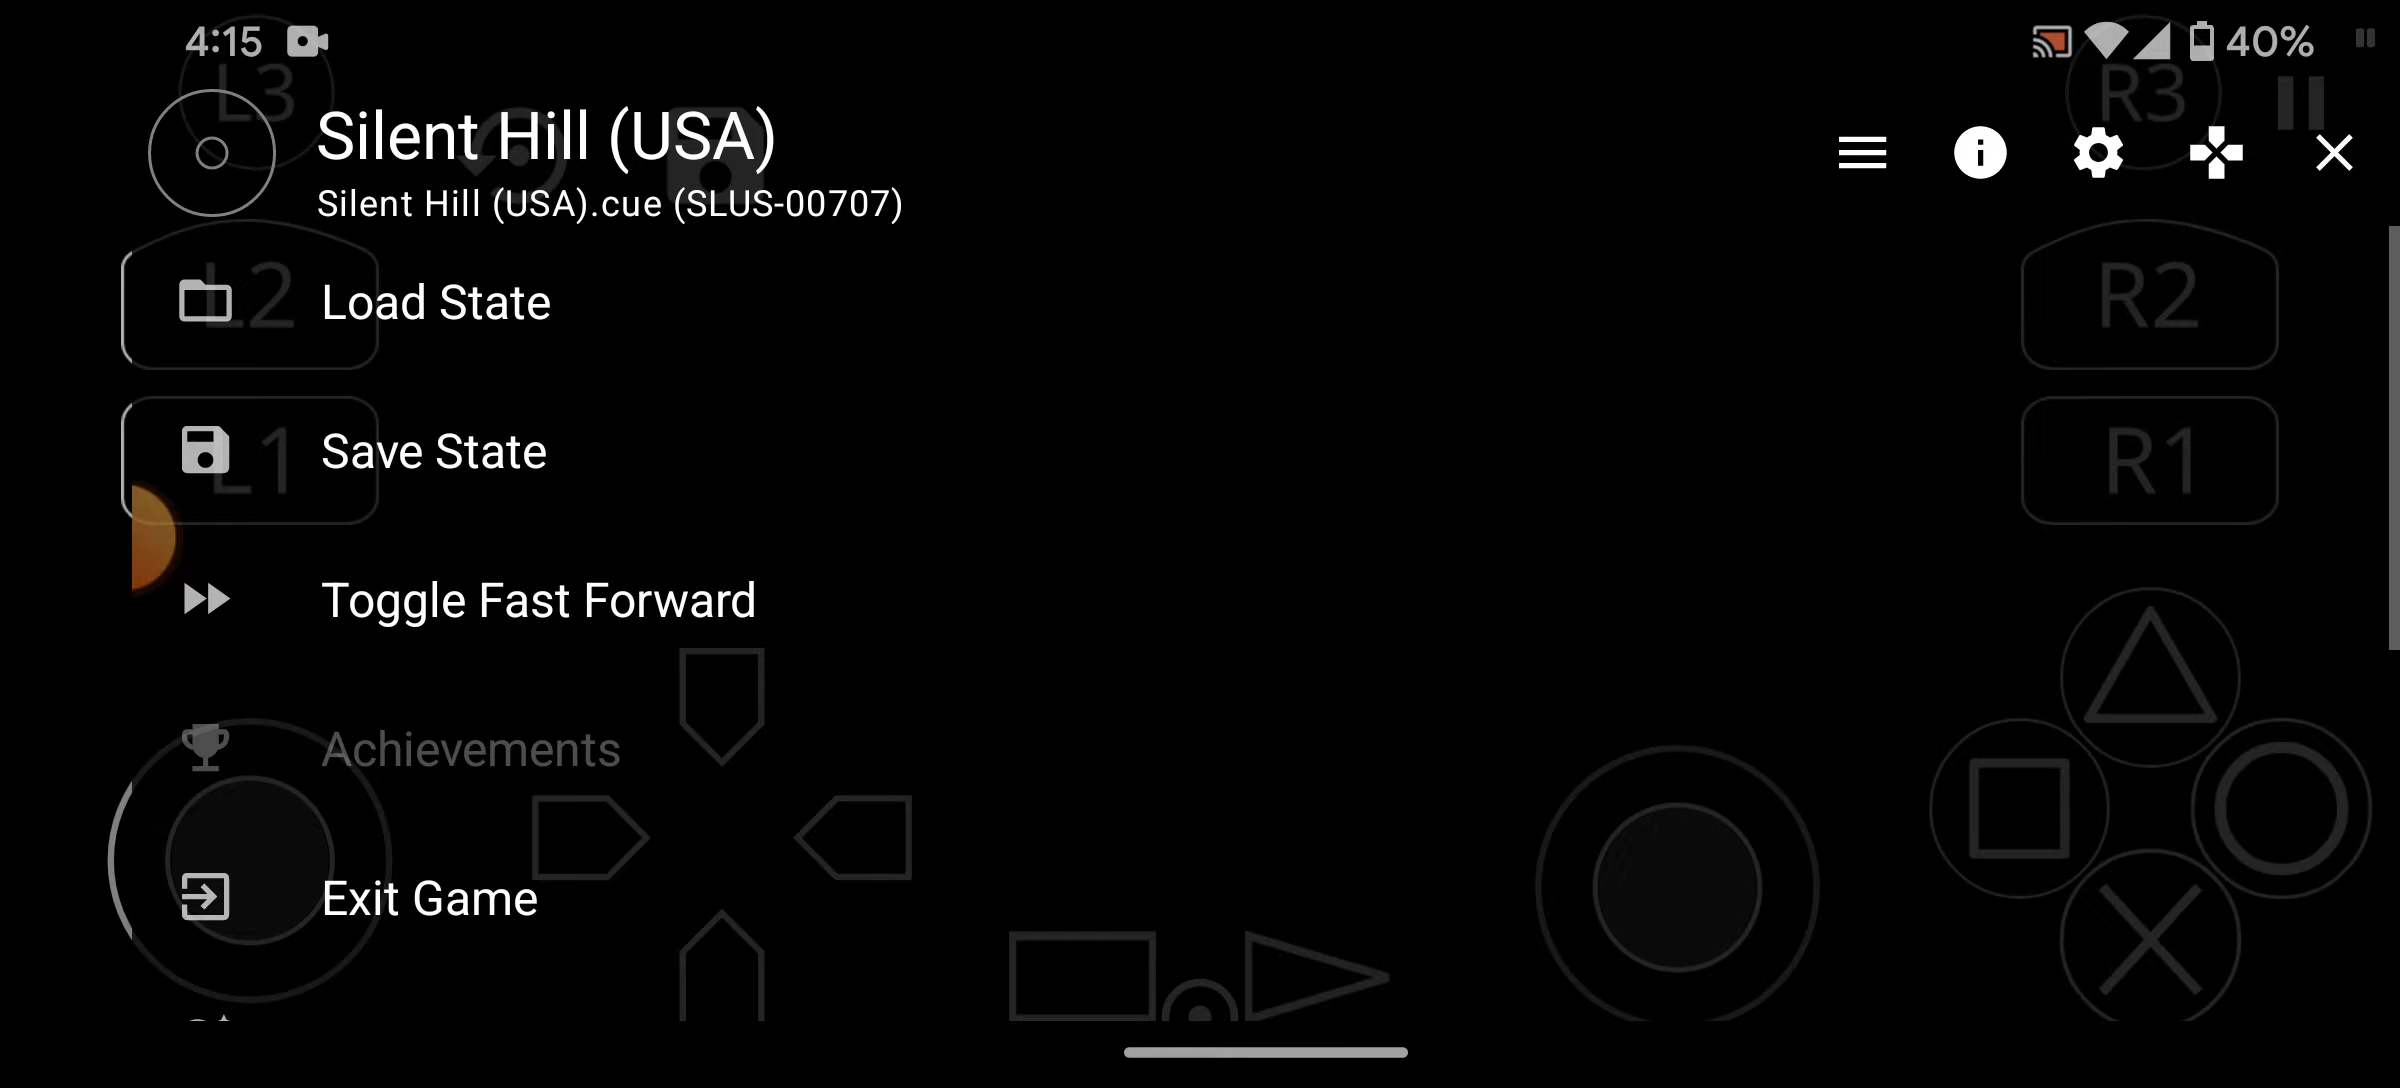 4:15
40%
L3
R3
Silent Hill (USA)
Silent Hill (USA).cue (SLUS-00707)
L2
Load State
R2
L1
Save State
R1
Toggle Fast Forward
Achievements
Exit Game